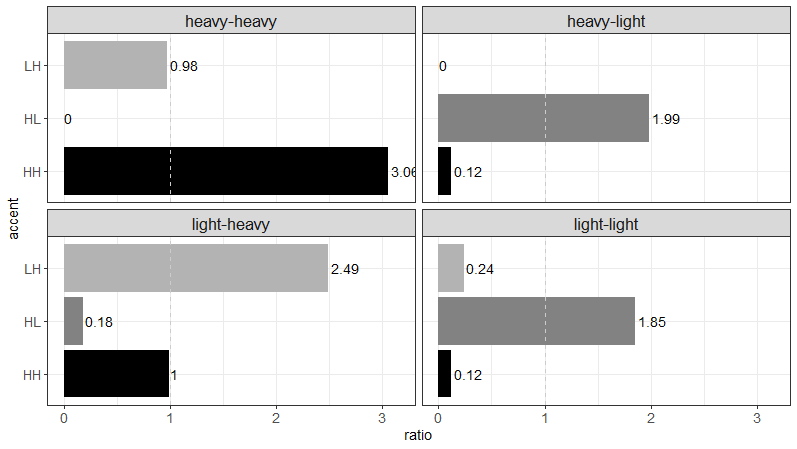 heavy-heavy
heavy-light
LH
0.98
0
HL
0
1.99
HH
3.06
0.12
light-heavy
light-light
LH
2.49
0.24
HL
0.18
1.85
HH
1
0.12
0 1 2 3
0 1 2 3
ratio
accent